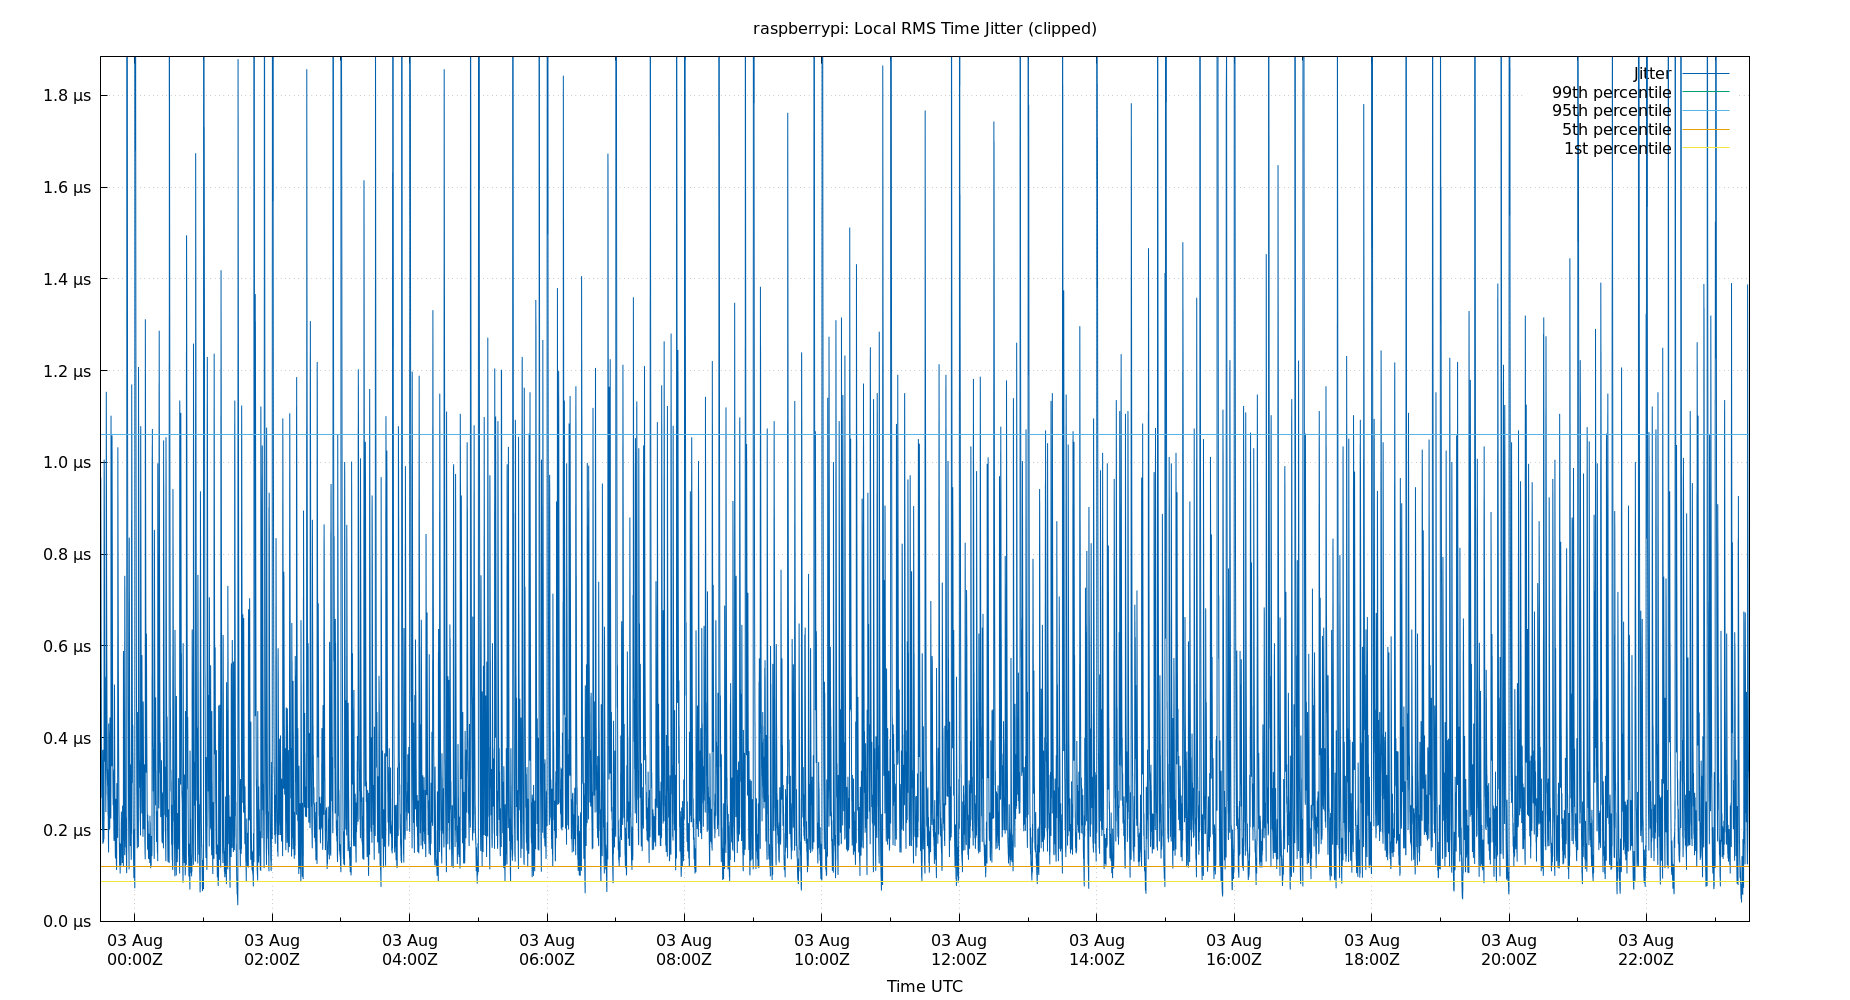 raspberrypi: Local RMS Time Jitter (clipped)
Jitter
99th percentile
95th percentile
5th percentile
1st percentile
1.8 μs
1.6 μs
1.4 μs
1.2 μs
1.0 μs
0.8 μs
0.6 μs
0.4 μs
0.2 μs
0.0 μs
03 Aug 03 Aug 03 Aug 03 Aug 03 Aug 03 Aug 03 Aug 03 Aug 03 Aug 03 Aug 03 Aug 03 Aug
00:00Z 02:00Z 04:00Z 06:00Z 08:00Z 10:00Z 12:00Z 14:00Z 16:00Z 18:00Z 20:00Z 22:00Z
Time UTC